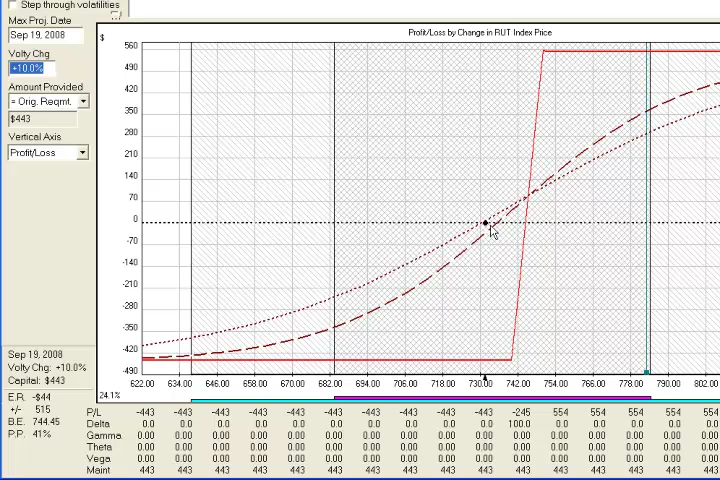 Step through volatilities
Max Proj. Date
Sep 19, 2008
Volty Chg
+10.0%
Amount Provided
= Orig. Reqmt.
$443
Vertical Axis
Profit/Loss
Profit/Loss by Change in RUT Index Price
$
560
490
420
350
280
210
140
70
0
-70
-140
-210
-280
-350
-420
-490
622.00 634.00 646.00 658.00 670.00 682.00 694.00 706.00 718.00 730.00 742.00 754.00 766.00 778.00 790.00 802.00
24.1%
Sep 19, 2008
Volty Chg: +10.0%
Capital: $443
E.R. -$44
+/- 515
B.E. 744.45
P.P. 41%
P/L -443 -443 -443 -443 -443 -443 -443 -443 -443 -443 -245 554 554 554 554 554
Delta 0.0 0.0 0.0 0.0 0.0 0.0 0.0 0.0 0.0 0.0 100.0 0.0 0.0 0.0 0.0 0.0
Gamma 0.00 0.00 0.00 0.00 0.00 0.00 0.00 0.00 0.00 0.00 0.00 0.00 0.00 0.00 0.00 0.00
Theta 0.00 0.00 0.00 0.00 0.00 0.00 0.00 0.00 0.00 0.00 0.00 0.00 0.00 0.00 0.00 0.00
Vega 0.00 0.00 0.00 0.00 0.00 0.00 0.00 0.00 0.00 0.00 0.00 0.00 0.00 0.00 0.00 0.00
Maint 443 443 443 443 443 443 443 443 443 443 443 443 443 443 443 443